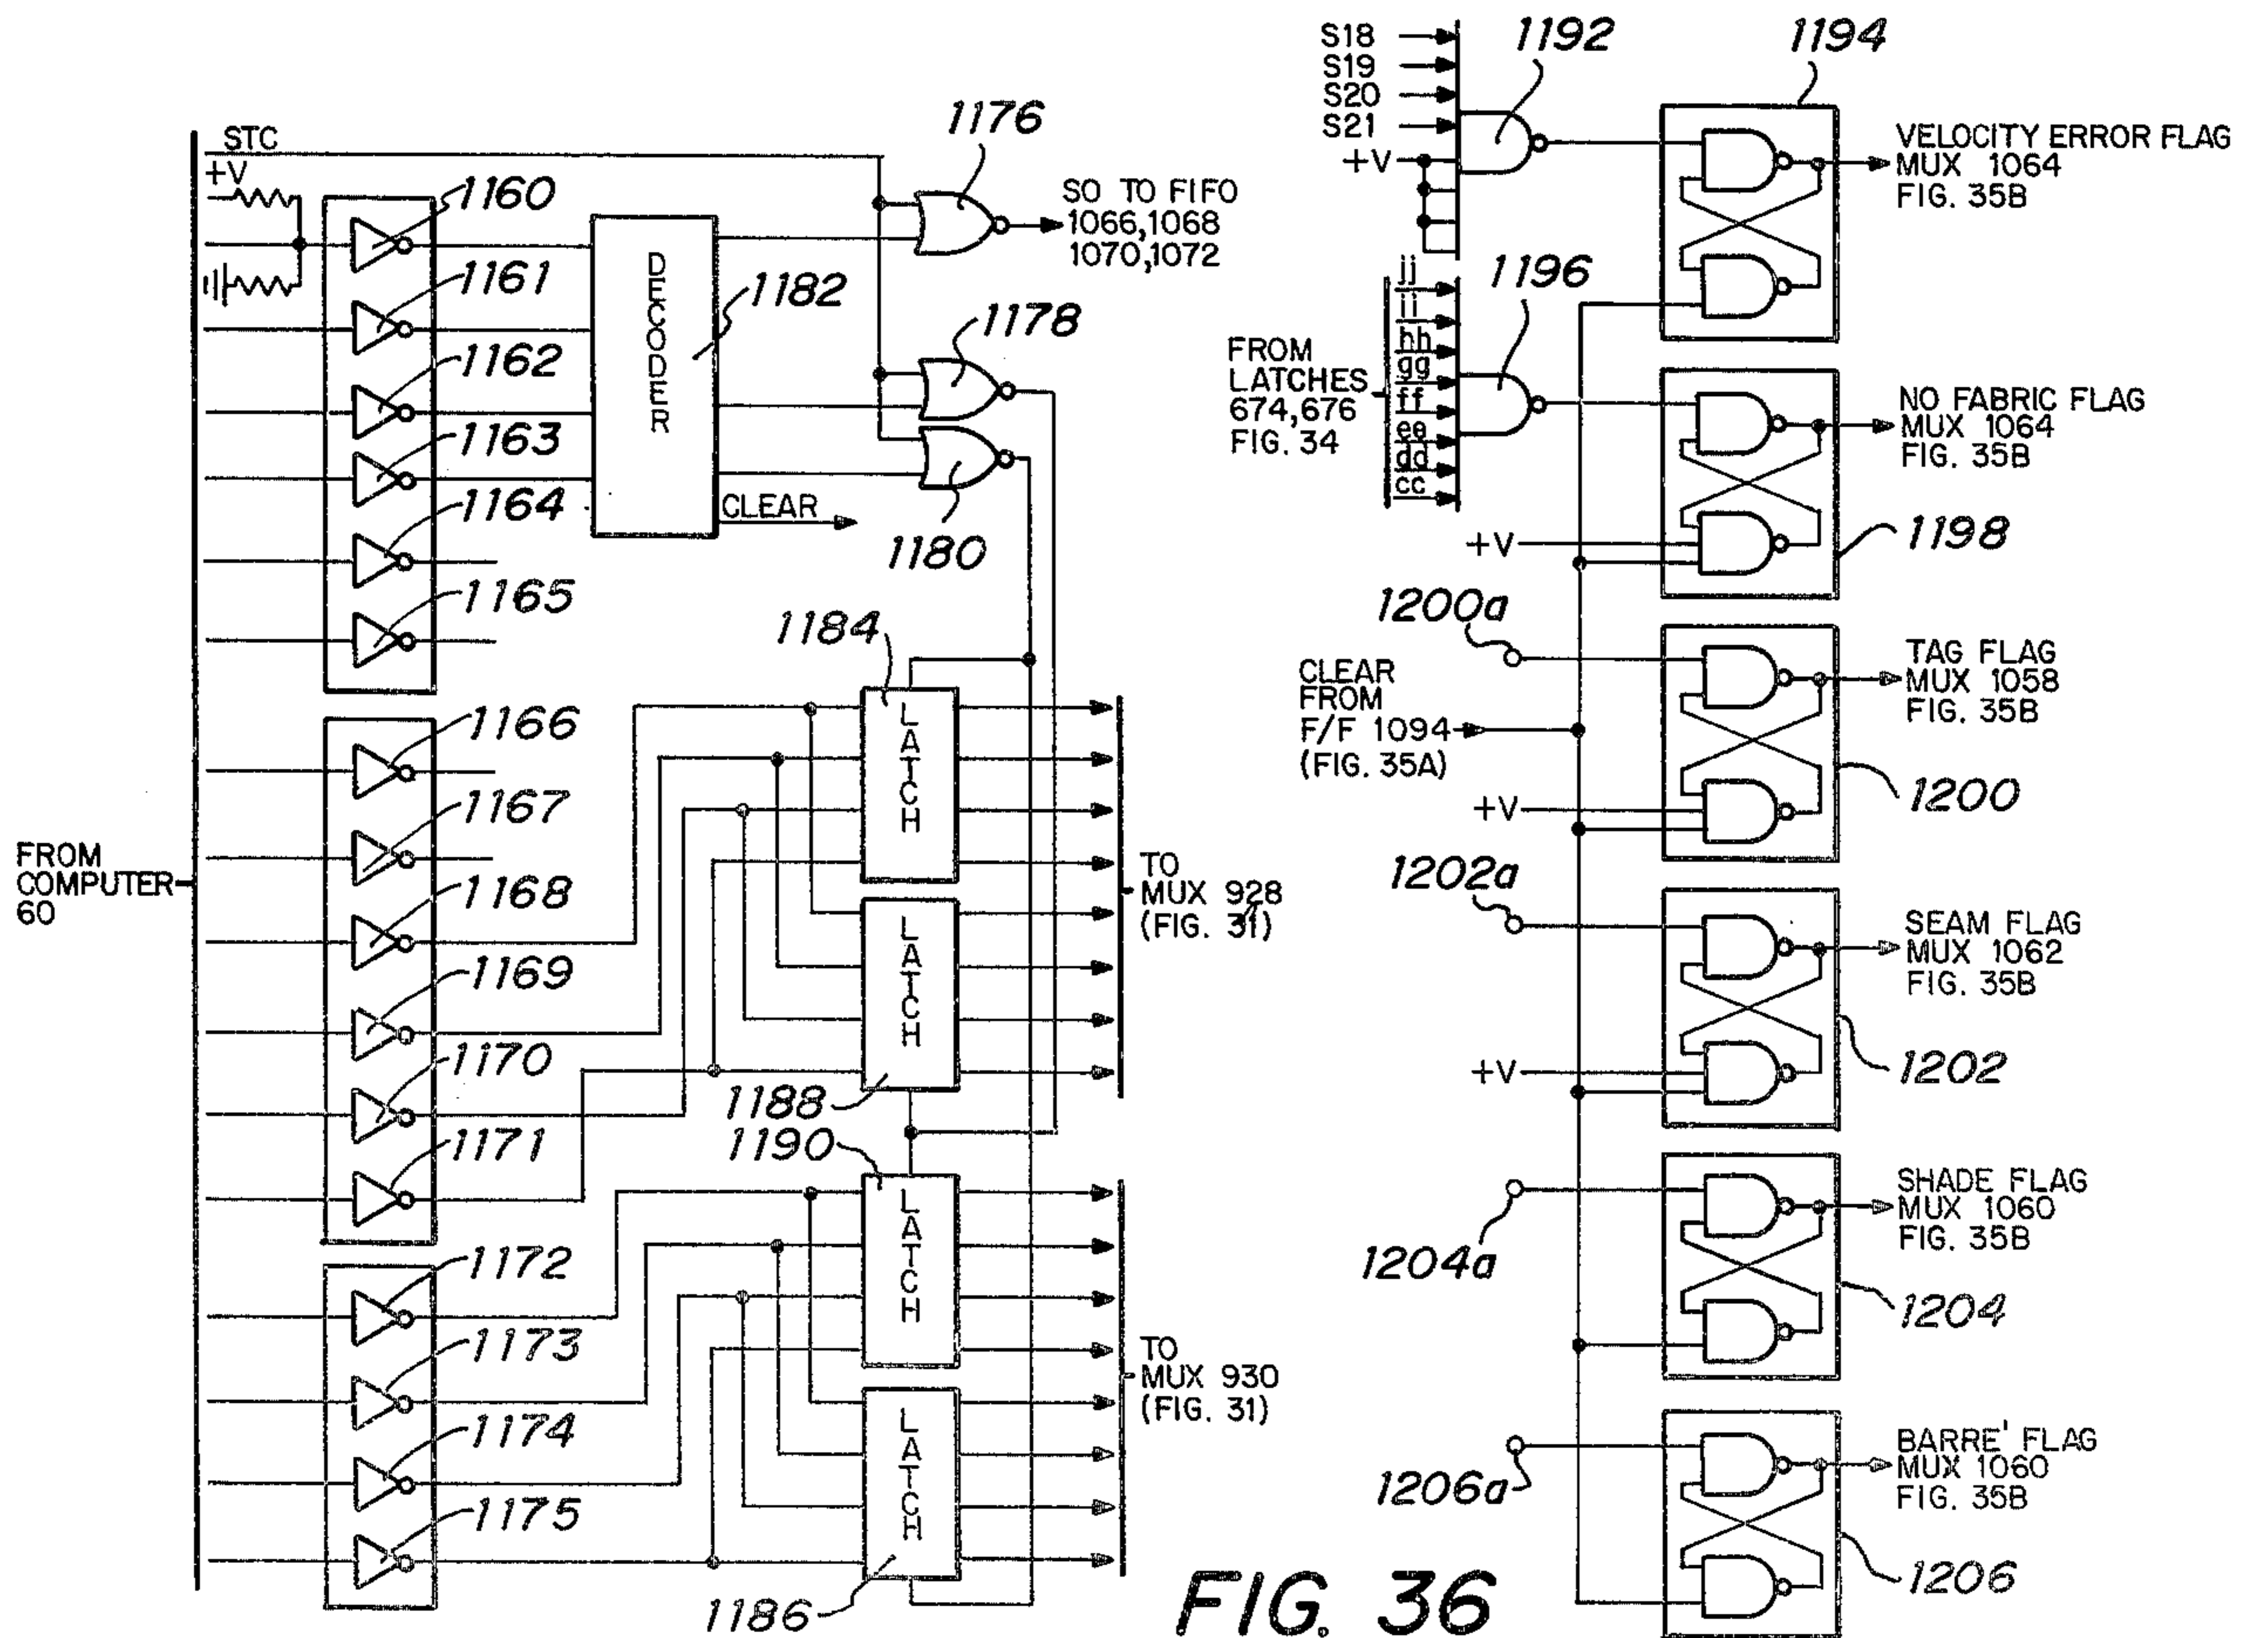 STC
+V
1160
1161
1162
1163
1164
1165
DECODER
1182
1176
SO TO FIFO
1066,1068
1070,1072
1178
1180
CLEAR
FROM
COMPUTER
60
1166
1167
1168
1169
1170
1171
1172
1173
1174
1175
1184
LATCH
LATCH
1188
TO
MUX 928
(FIG. 31)
1190
LATCH
LATCH
1186
TO
MUX 930
(FIG. 31)
S18
S19
S20
S21
+V
1192
1194
VELOCITY ERROR FLAG
MUX 1064
FIG. 35B
FROM
LATCHES
674,676
FIG. 34
jj
ii
hh
gg
ff
ee
dd
cc
1196
NO FABRIC FLAG
MUX 1064
FIG. 35B
+V
1198
1200a
TAG FLAG
MUX 1058
FIG. 35B
CLEAR
FROM
F/F 1094
(FIG. 35A)
+V
1200
1202a
SEAM FLAG
MUX 1062
FIG. 35B
+V
1202
1204a
SHADE FLAG
MUX 1060
FIG. 35B
1204
1206a
BARRE' FLAG
MUX 1060
FIG. 35B
1206
FIG. 36